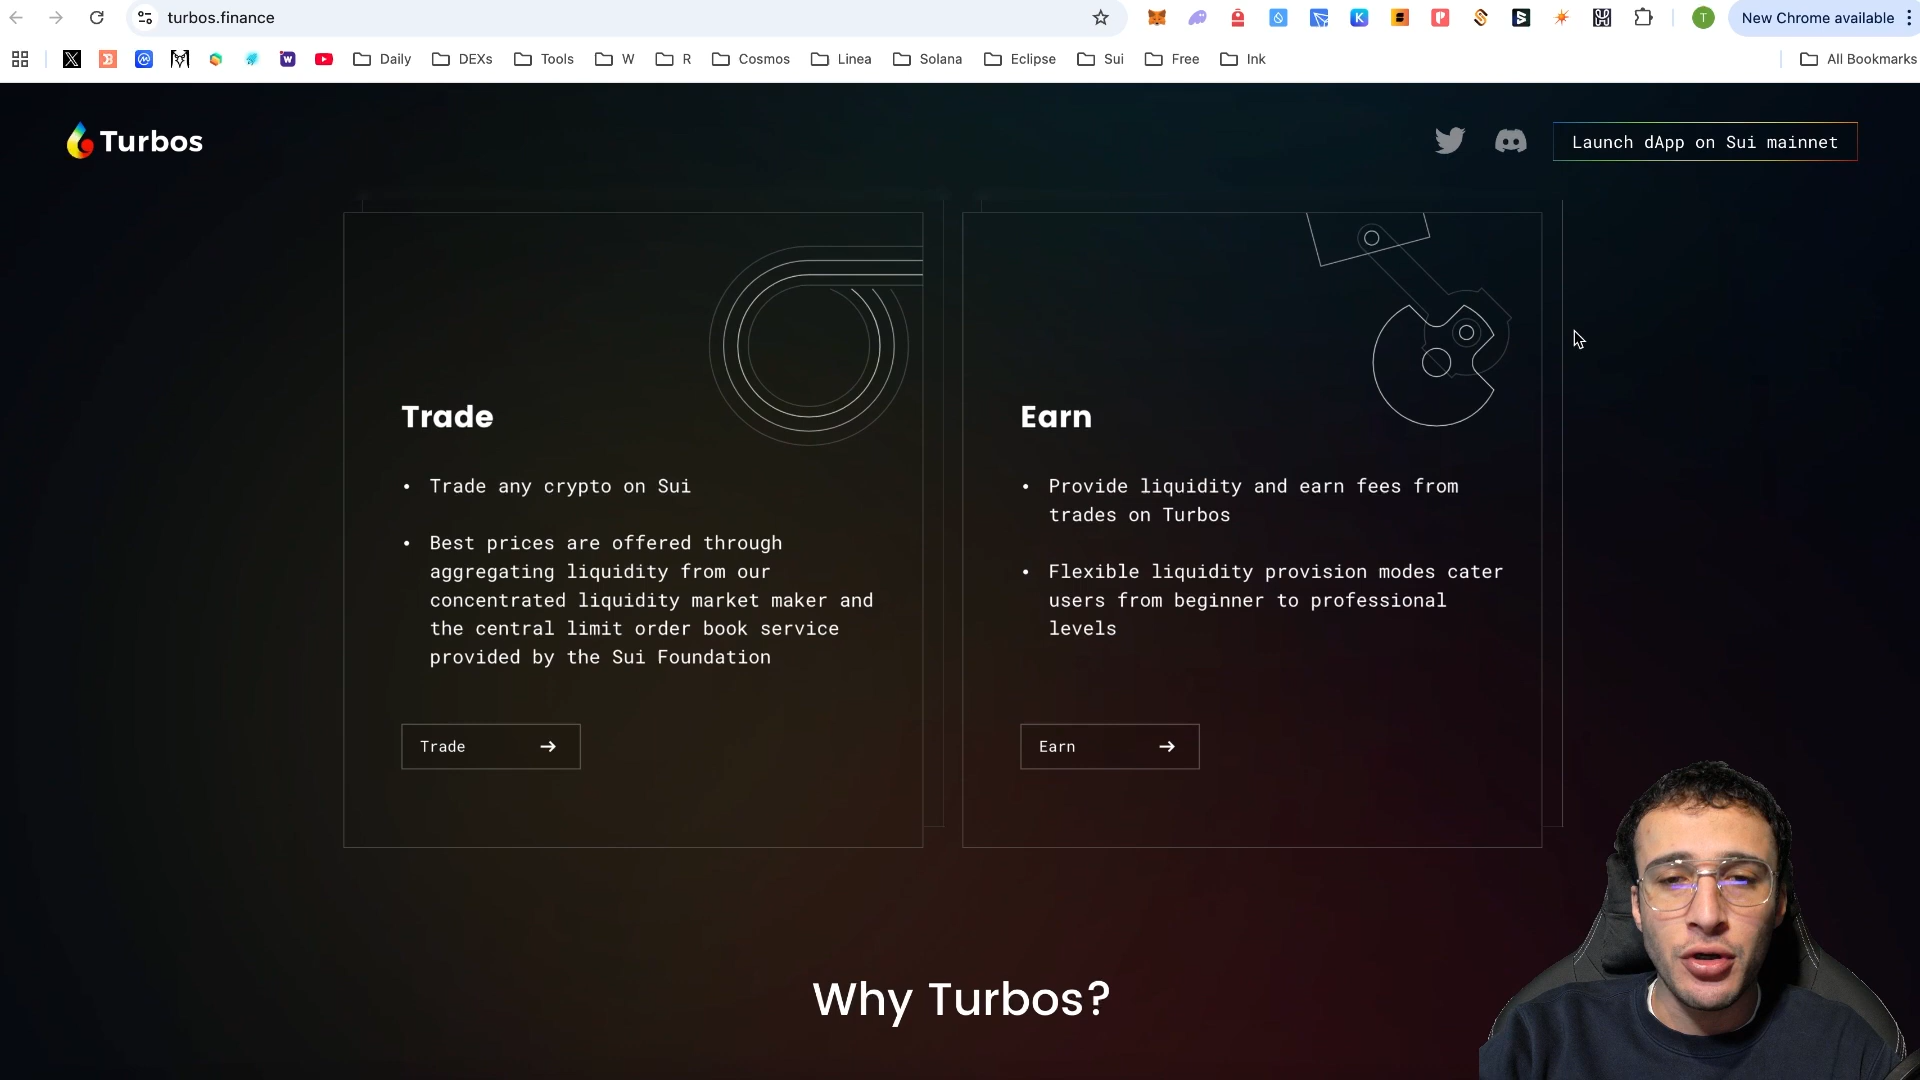 turbos.finance
New Chrome available
T
Daily
DEXs
Tools
W
R
Cosmos
Linea
Solana
Eclipse
Sui
Free
Ink
All Bookmarks
Turbos
Launch dApp on Sui mainnet
Trade
• Trade any crypto on Sui
• Best prices are offered through
aggregating liquidity from our
concentrated liquidity market maker and
the central limit order book service
provided by the Sui Foundation
Trade →
Earn
• Provide liquidity and earn fees from
trades on Turbos
• Flexible liquidity provision modes cater
users from beginner to professional
levels
Earn →
Why Turbos?